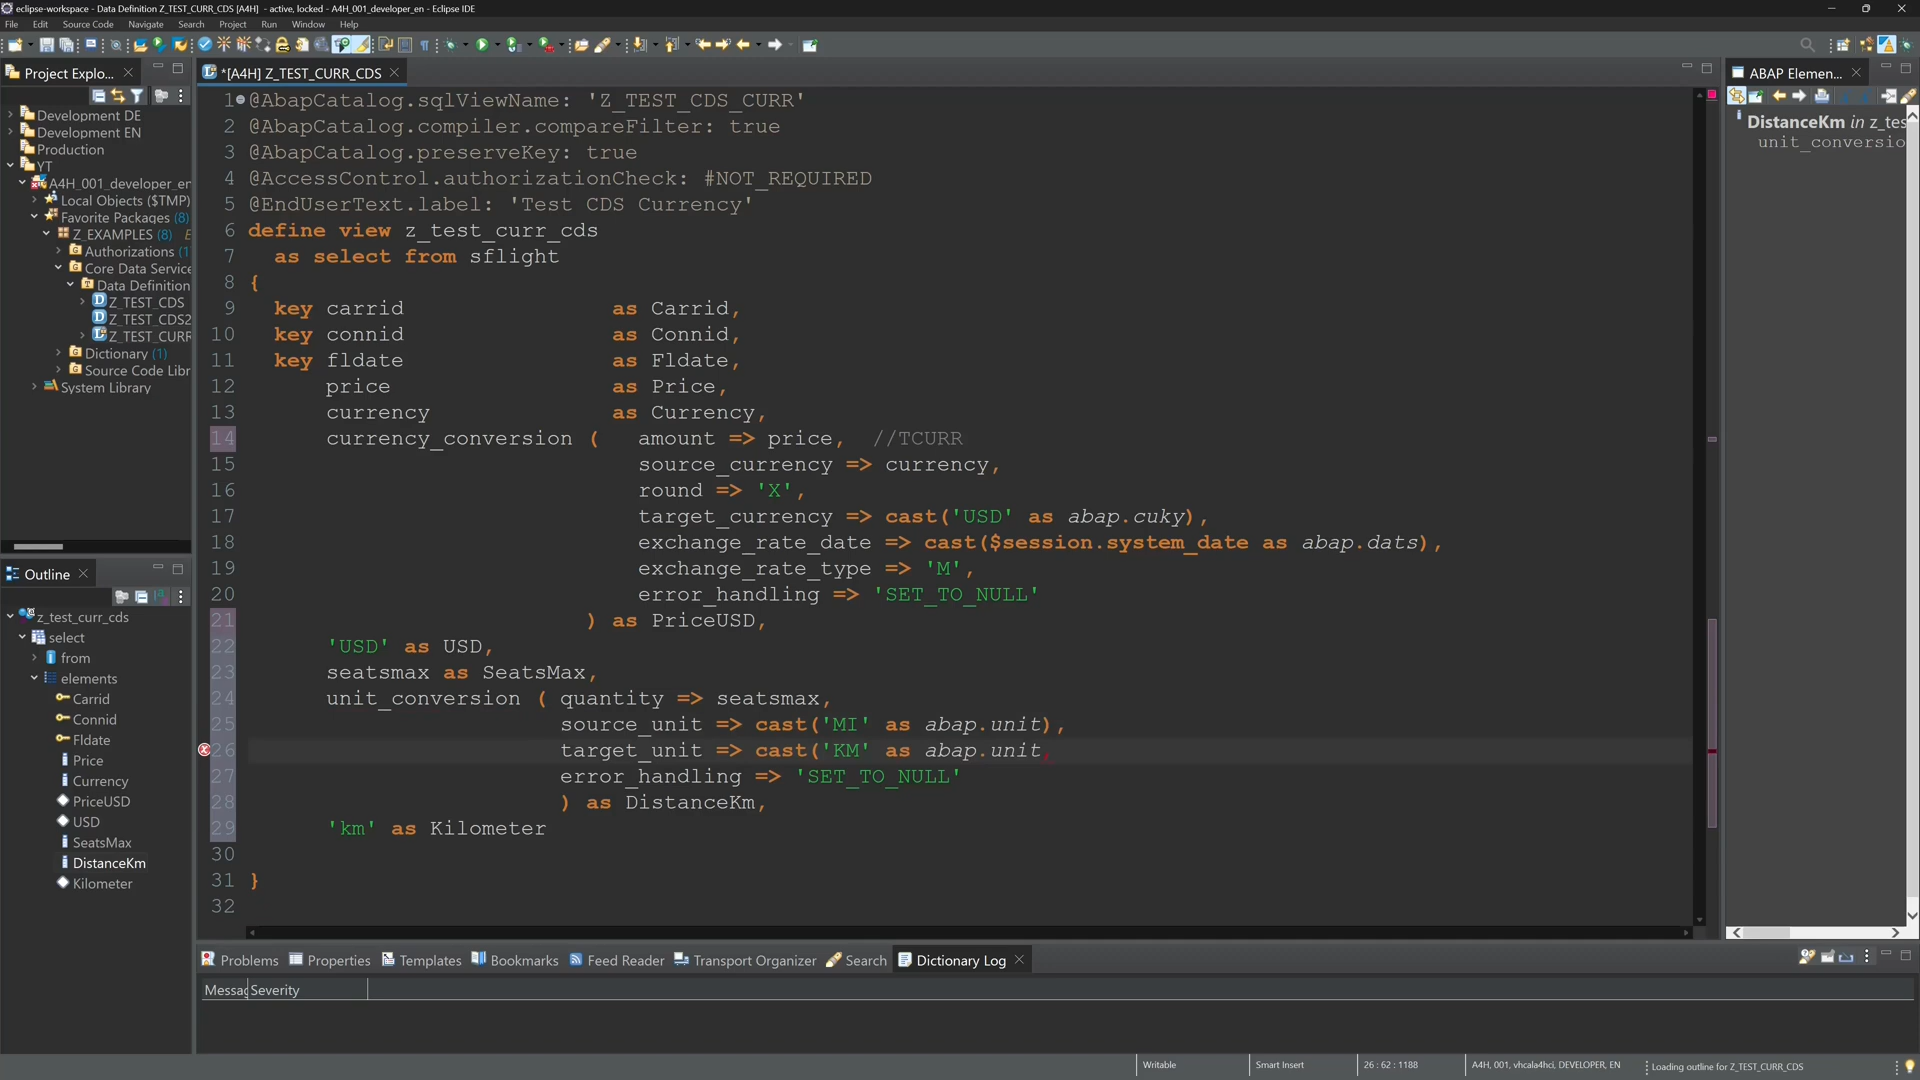 eclipse-workspace - Data Definition Z_TEST_CURR_CDS [A4H]  - active, locked - A4H_001_developer_en - Eclipse IDE
File Edit Source Code Navigate Search Project Run Window Help
Project Explo...
Development DE
Development EN
Production
YT
A4H_001_developer_en
Local Objects ($TMP)
Favorite Packages (8)
Z_EXAMPLES (8)
Authorizations (1
Core Data Service
Data Definition
Z_TEST_CDS
Z_TEST_CDS2
Z_TEST_CURR
Dictionary (1)
Source Code Libr
System Library
Outline
z_test_curr_cds
select
from
elements
Carrid
Connid
Fldate
Price
Currency
PriceUSD
USD
SeatsMax
DistanceKm
Kilometer
*[A4H] Z_TEST_CURR_CDS
1 @AbapCatalog.sqlViewName: 'Z_TEST_CDS_CURR'
2 @AbapCatalog.compiler.compareFilter: true
3 @AbapCatalog.preserveKey: true
4 @AccessControl.authorizationCheck: #NOT_REQUIRED
5 @EndUserText.label: 'Test CDS Currency'
6 define view z_test_curr_cds
7 as select from sflight
8 {
9 key carrid as Carrid,
10 key connid as Connid,
11 key fldate as Fldate,
12 price as Price,
13 currency as Currency,
14 currency_conversion ( amount => price, //TCURR
15 source_currency => currency,
16 round => 'X',
17 target_currency => cast('USD' as abap.cuky),
18 exchange_rate_date => cast($session.system_date as abap.dats),
19 exchange_rate_type => 'M',
20 error_handling => 'SET_TO_NULL'
21 ) as PriceUSD,
22 'USD' as USD,
23 seatsmax as SeatsMax,
24 unit_conversion ( quantity => seatsmax,
25 source_unit => cast('MI' as abap.unit),
26 target_unit => cast('KM' as abap.unit,
27 error_handling => 'SET_TO_NULL'
28 ) as DistanceKm,
29 'km' as Kilometer
30
31 }
32
ABAP Elemen...
DistanceKm in z_tes
unit_conversio
Problems Properties Templates Bookmarks Feed Reader Transport Organizer Search Dictionary Log
Messag Severity
Writable Smart Insert 26 : 62 : 1188 A4H, 001, vhcala4hci, DEVELOPER, EN Loading outline for Z_TEST_CURR_CDS